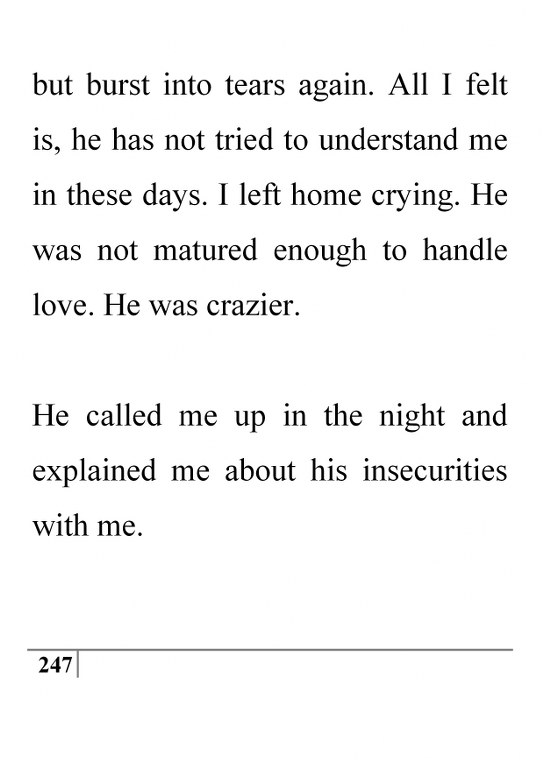 but burst into tears again. All I felt
is, he has not tried to understand me
in these days. I left home crying. He
was not matured enough to handle
love. He was crazier.
He called me up in the night and
explained me about his insecurities
with me.
247